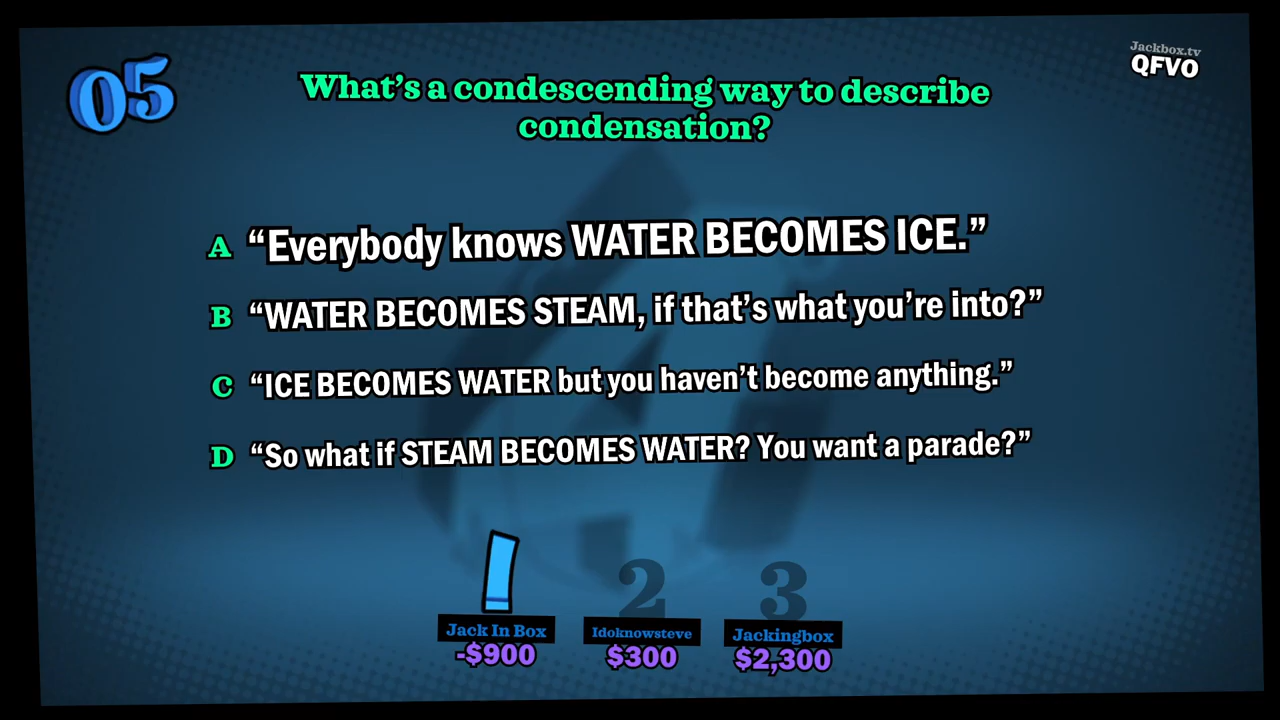 05
Jackbox.tv
QFVO
What's a condescending way to describe
condensation?
A "Everybody knows WATER BECOMES ICE."
B "WATER BECOMES STEAM, if that's what you're into?"
C "ICE BECOMES WATER but you haven't become anything."
D "So what if STEAM BECOMES WATER? You want a parade?"
1 2 3
Jack In Box Idoknowsteve Jackingbox
-$900 $300 $2,300